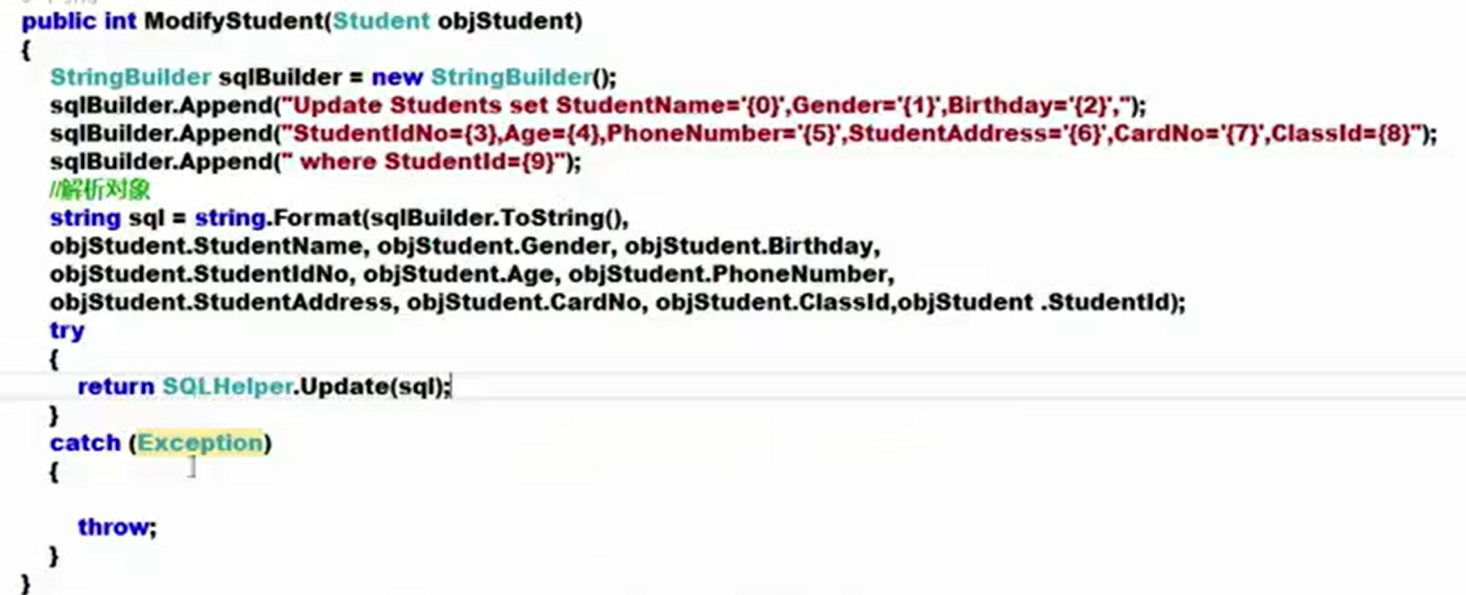 public int ModifyStudent(Student objStudent)
{
StringBuilder sqlBuilder = new StringBuilder();
sqlBuilder.Append("Update Students set StudentName='{0}',Gender='{1}',Birthday='{2}',");
sqlBuilder.Append("StudentIdNo={3},Age={4},PhoneNumber='{5}',StudentAddress='{6}',CardNo='{7}',ClassId={8}");
sqlBuilder.Append(" where StudentId={9}");
//解析对象
string sql = string.Format(sqlBuilder.ToString(),
objStudent.StudentName, objStudent.Gender, objStudent.Birthday,
objStudent.StudentIdNo, objStudent.Age, objStudent.PhoneNumber,
objStudent.StudentAddress, objStudent.CardNo, objStudent.ClassId,objStudent .StudentId);
try
{
return SQLHelper.Update(sql);
}
catch (Exception)
{
throw;
}
}